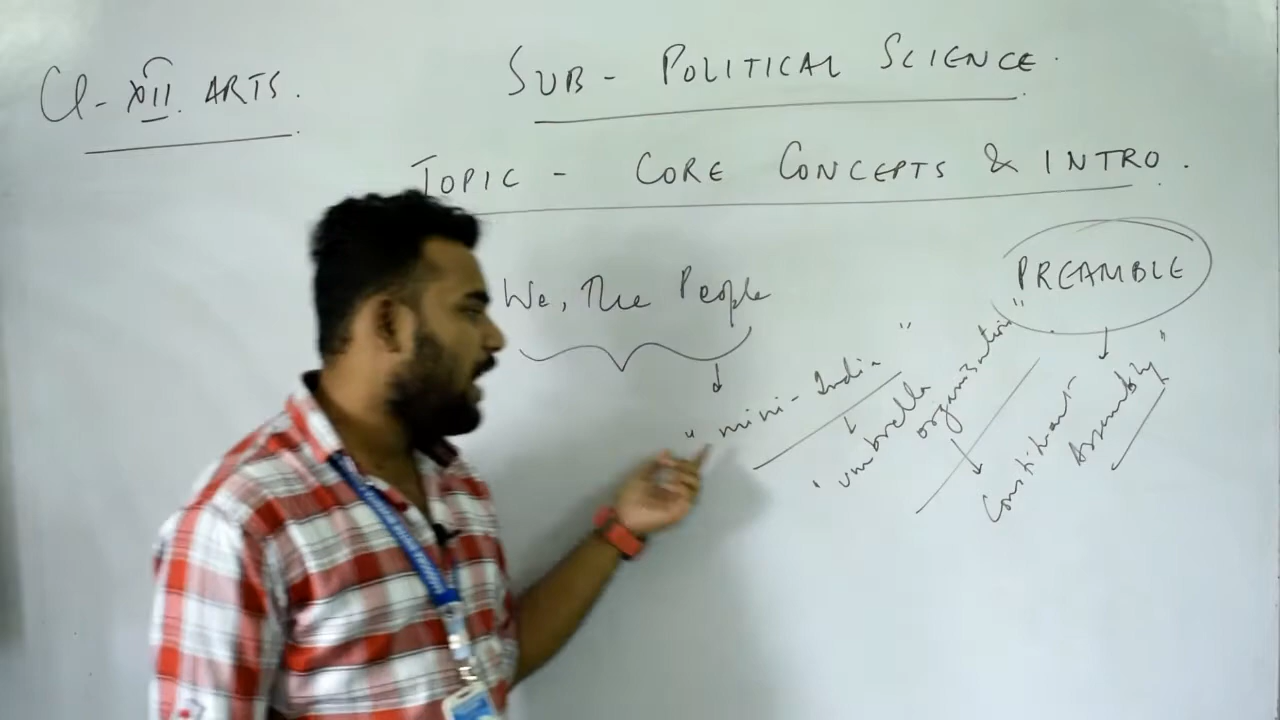 Cl - XII ARTS.
SUB - POLITICAL SCIENCE.
TOPIC - CORE CONCEPTS & INTRO.
We, The People
PREAMBLE
"mini-India"
"umbrella
organization"
Constituent
Assembly"